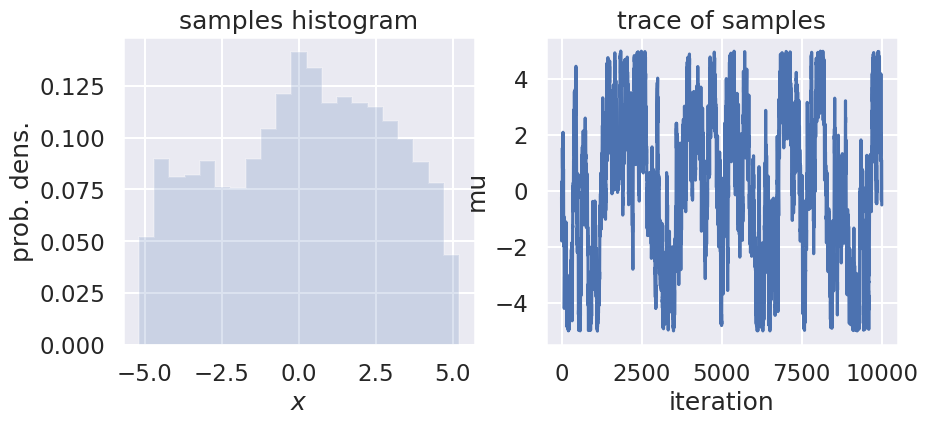 samples histogram
prob. dens.
0.125
0.100
0.075
0.050
0.025
0.000
−5.0 −2.5 0.0 2.5 5.0
x
trace of samples
mu
4
2
0
−2
−4
0 2500 5000 7500 10000
iteration